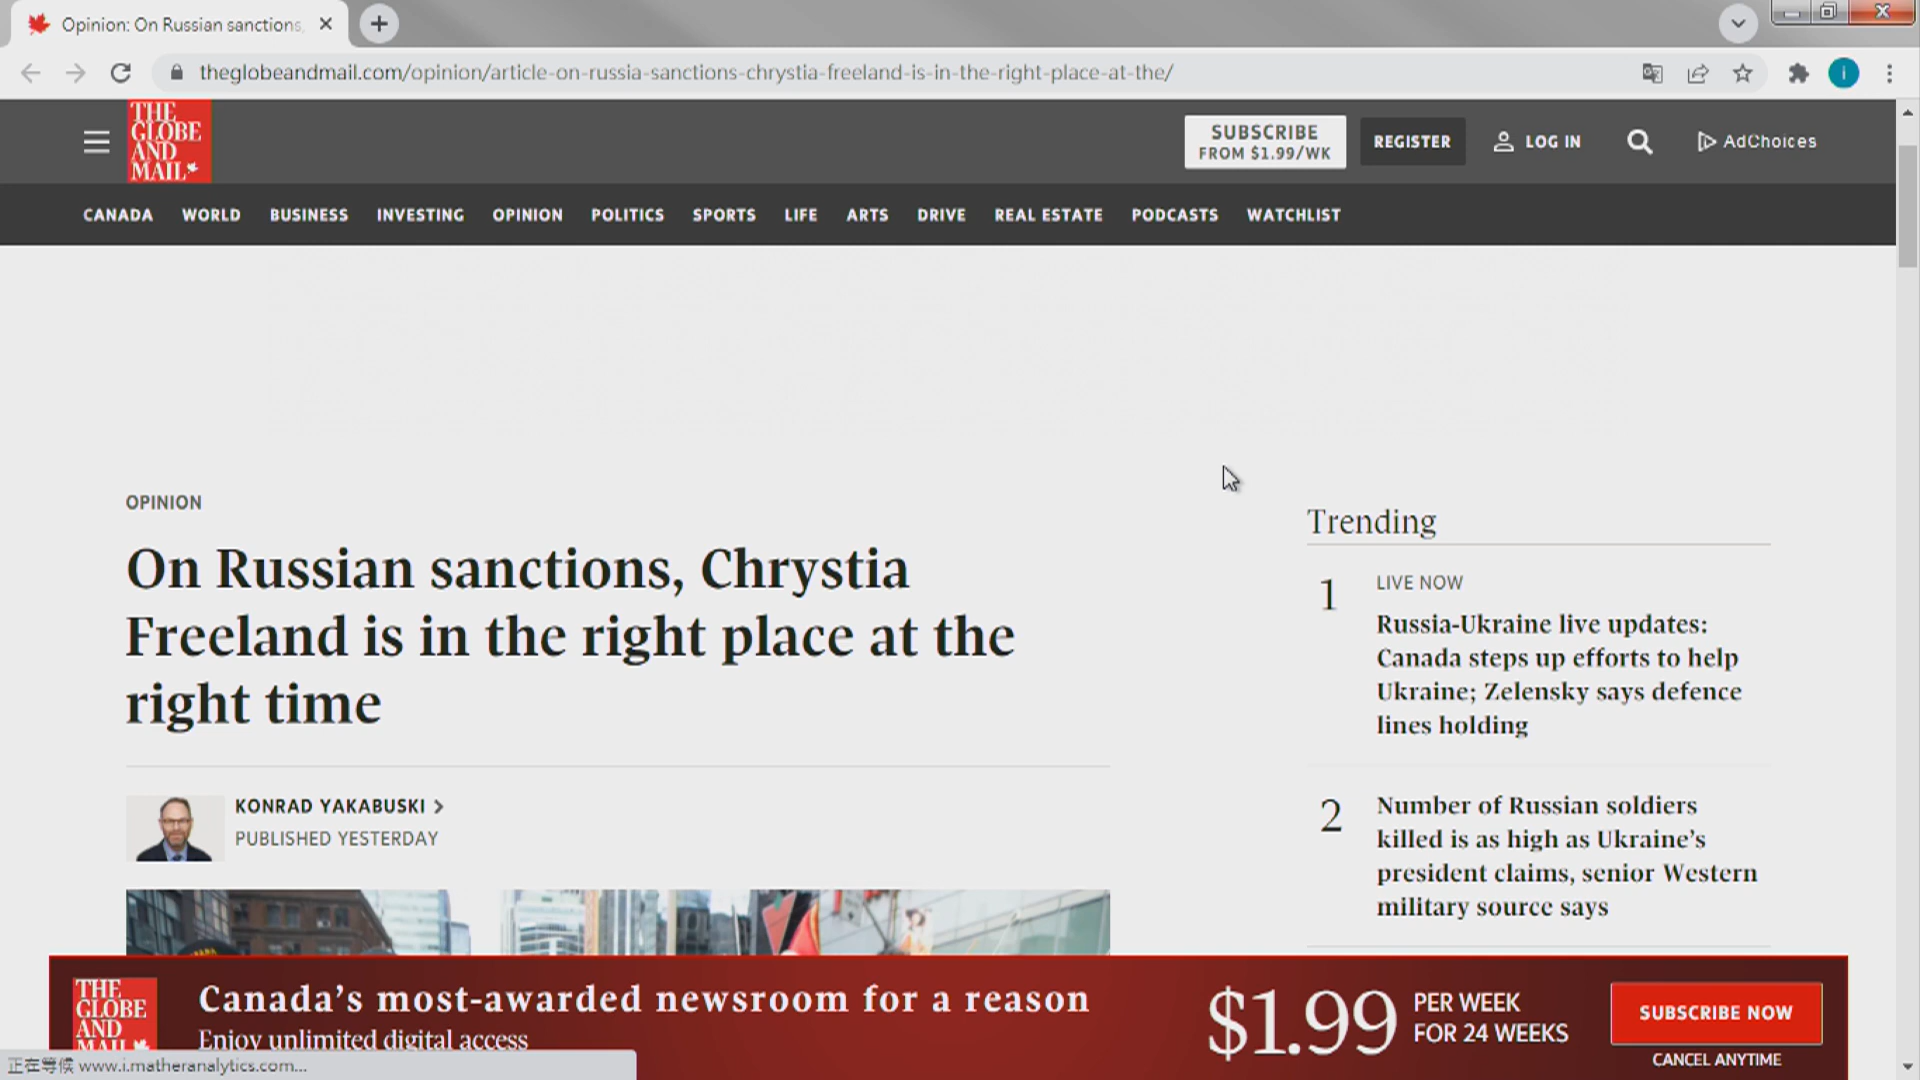 Opinion: On Russian sanctions,
theglobeandmail.com/opinion/article-on-russia-sanctions-chrystia-freeland-is-in-the-right-place-at-the/
i
THE
GLOBE
AND
MAIL
SUBSCRIBE
FROM $1.99/WK
REGISTER
LOG IN
AdChoices
CANADA WORLD BUSINESS INVESTING OPINION POLITICS SPORTS LIFE ARTS DRIVE REAL ESTATE PODCASTS WATCHLIST
OPINION
On Russian sanctions, Chrystia
Freeland is in the right place at the
right time
KONRAD YAKABUSKI
PUBLISHED YESTERDAY
Trending
1
LIVE NOW
Russia-Ukraine live updates:
Canada steps up efforts to help
Ukraine; Zelensky says defence
lines holding
2
Number of Russian soldiers
killed is as high as Ukraine's
president claims, senior Western
military source says
THE
GLOBE
AND
MAIL
Canada's most-awarded newsroom for a reason
Enjoy unlimited digital access
$1.99
PER WEEK
FOR 24 WEEKS
SUBSCRIBE NOW
CANCEL ANYTIME
正在等候 www.i.matheranalytics.com...